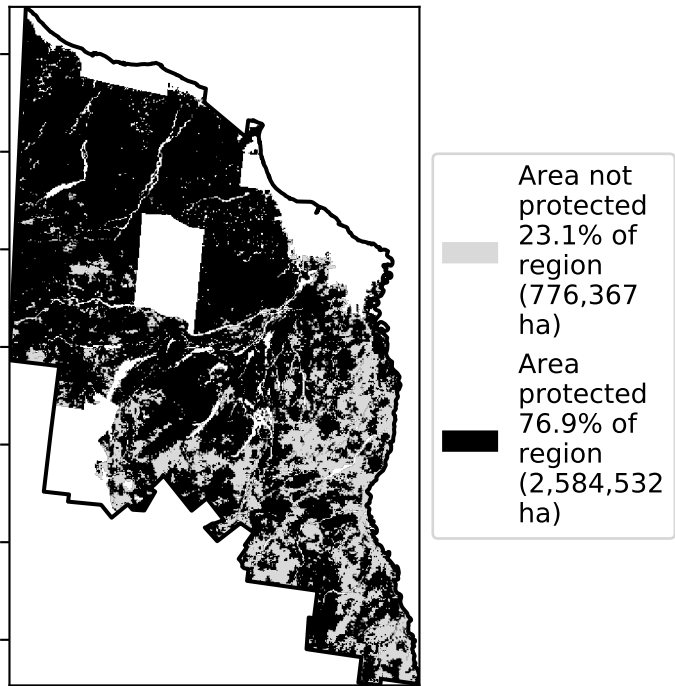 Area not
protected
23.1% of
region
(776,367
ha)
Area
protected
76.9% of
region
(2,584,532
ha)